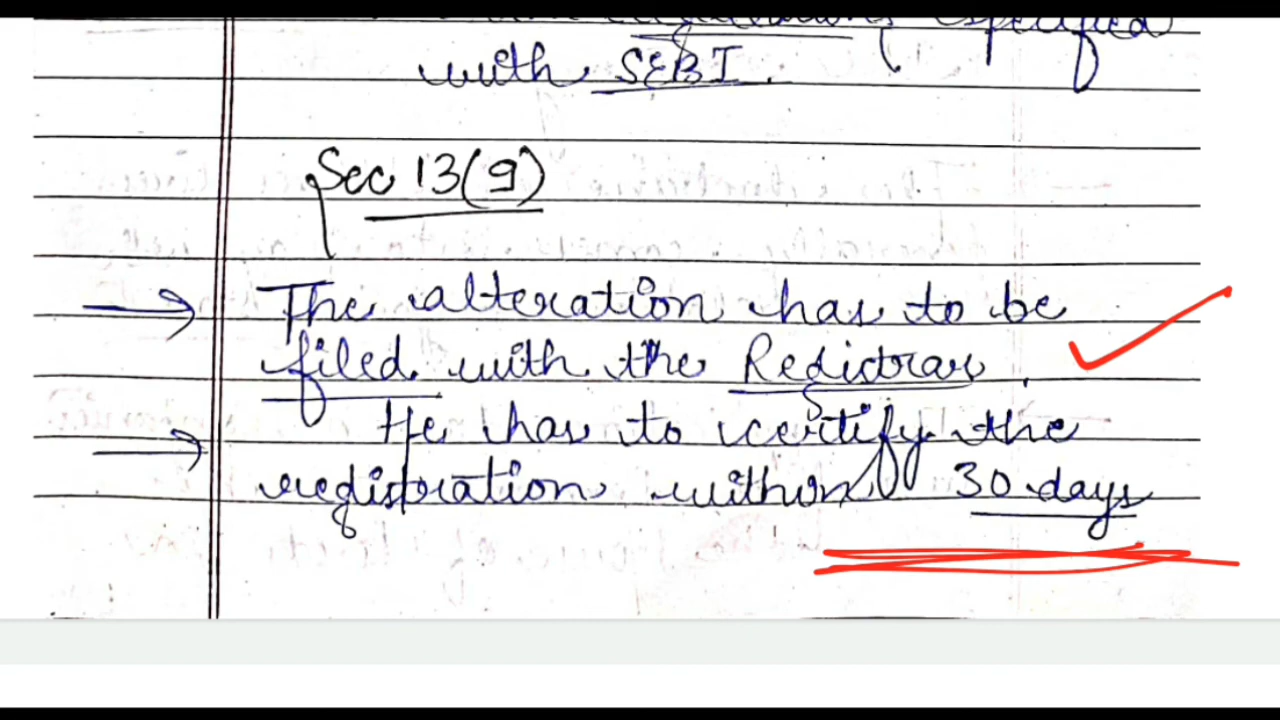 specified
with SEBI.
Sec 13(9)
The alteration has to be
filed with the Registrar.
He has to certify the
registration within 30 days